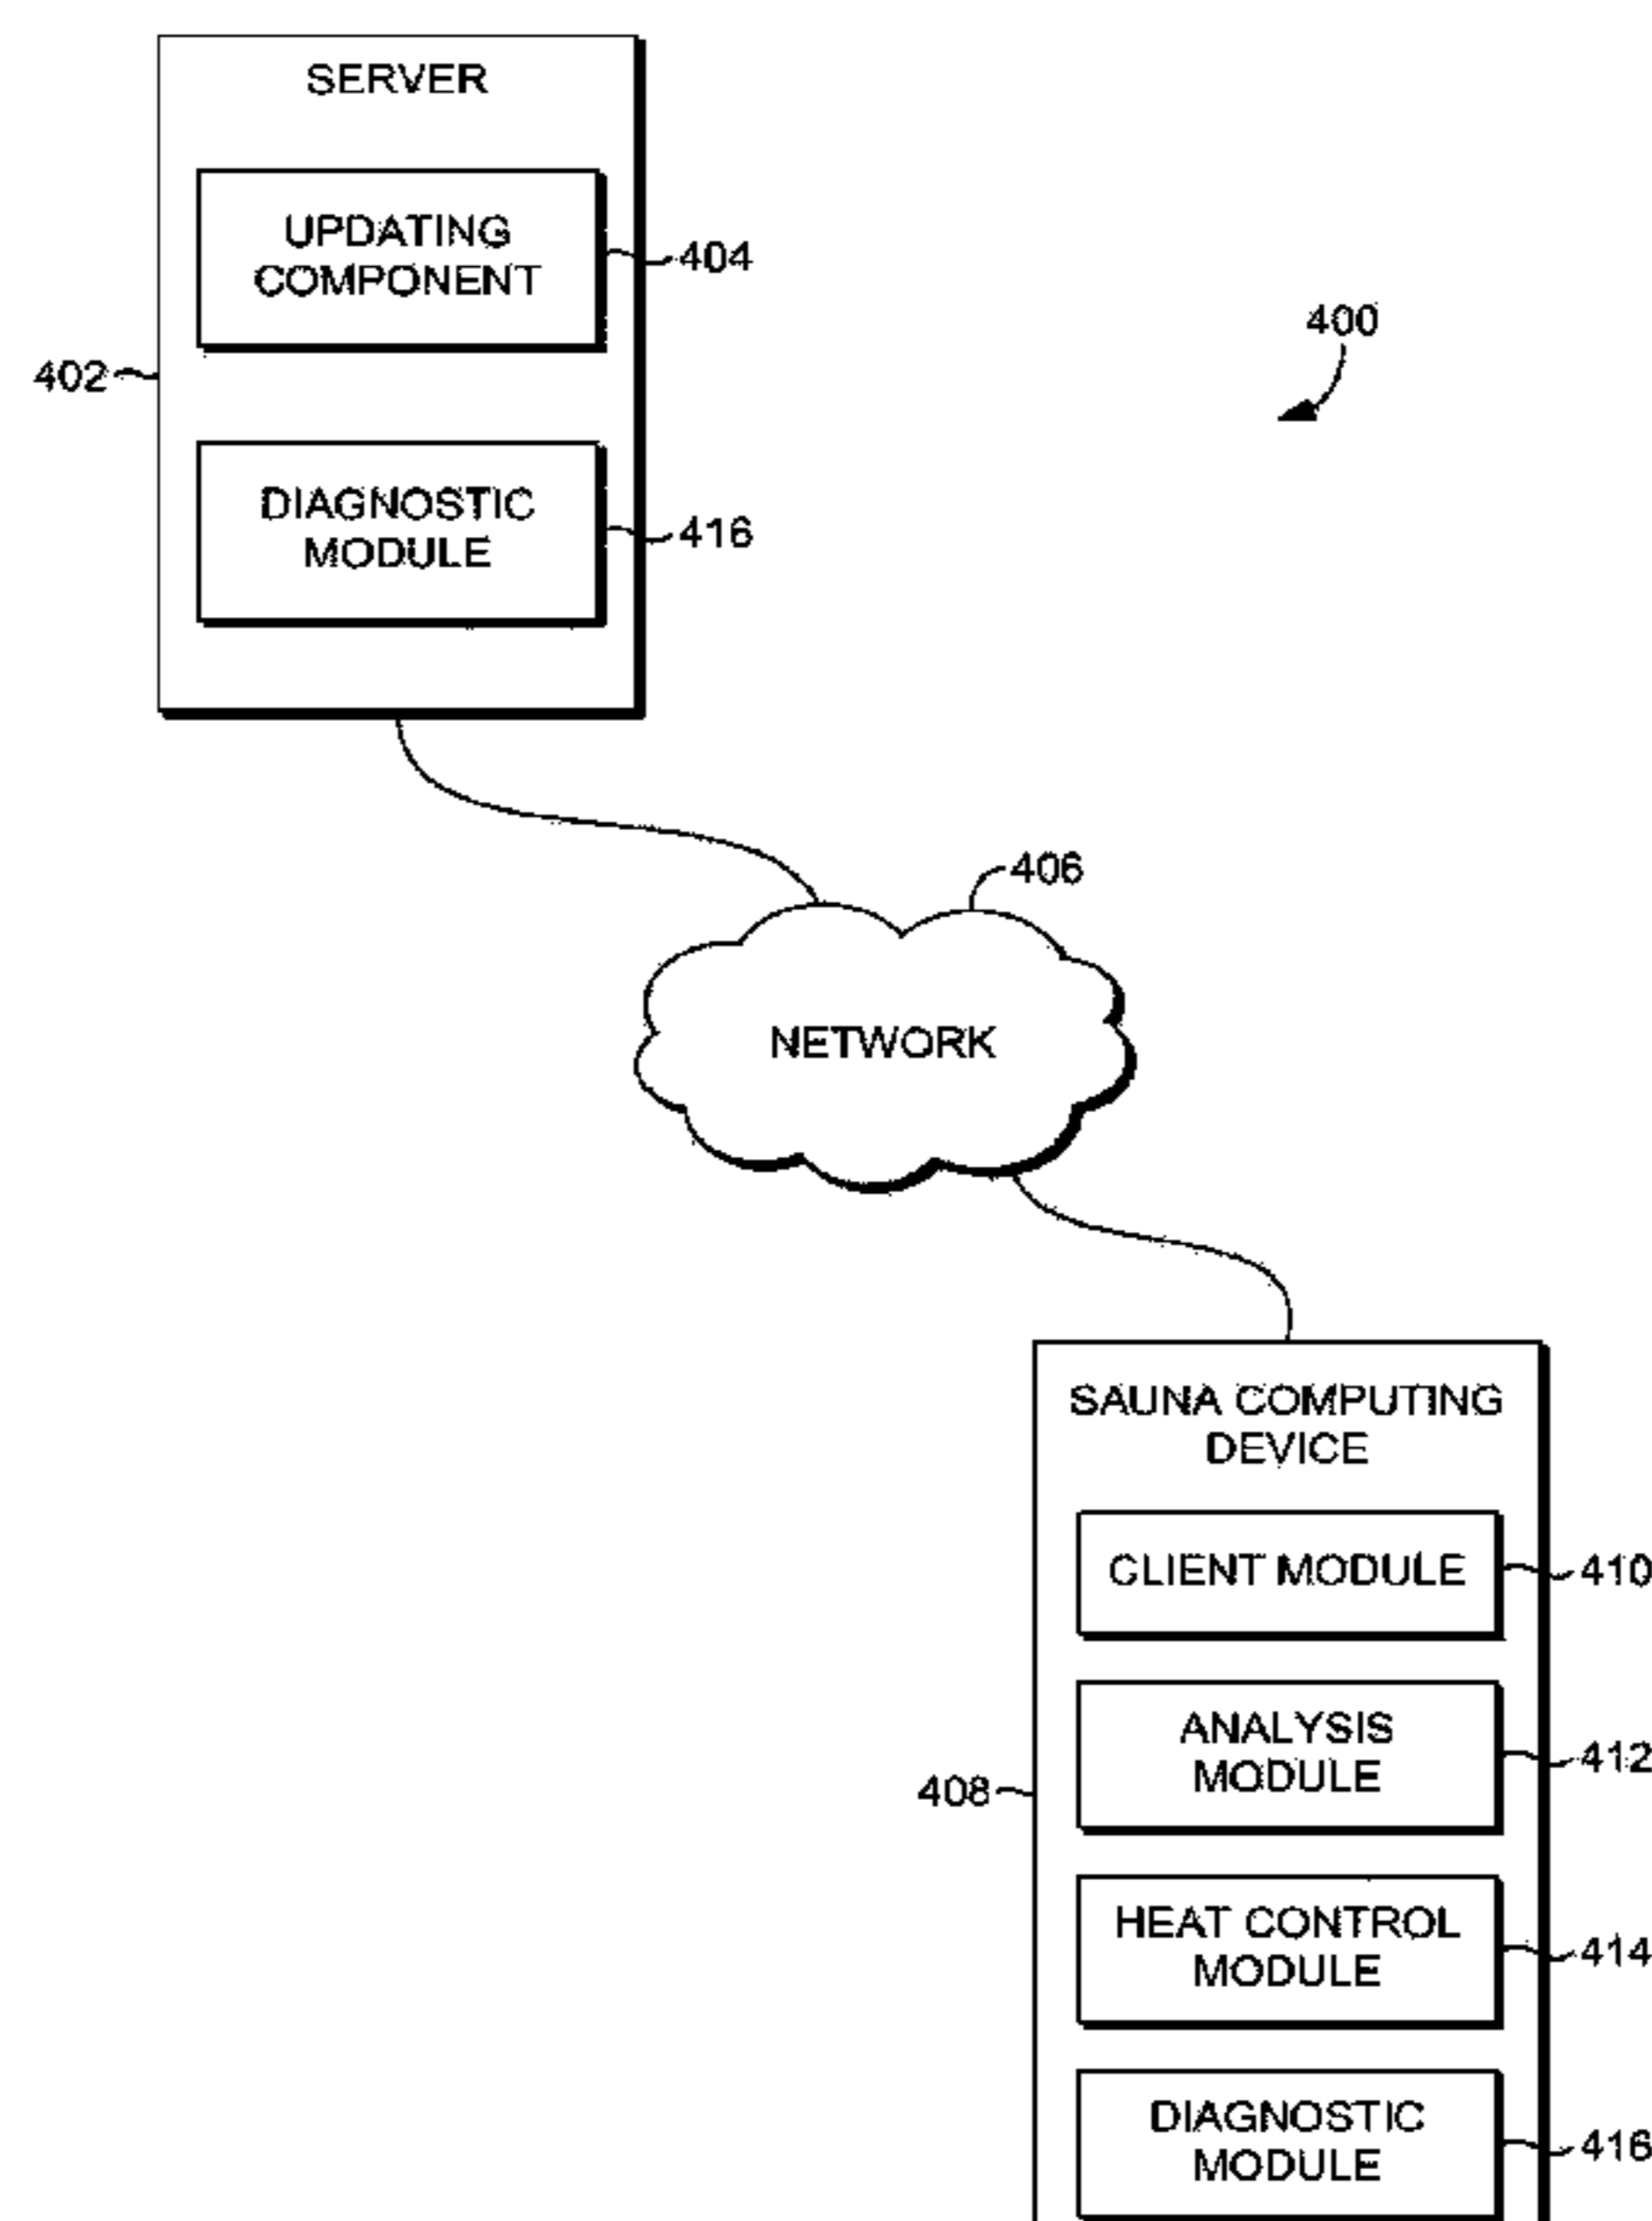 SERVER
UPDATING
COMPONENT
404
400
402
DIAGNOSTIC
MODULE
416
406
NETWORK
SAUNA COMPUTING
DEVICE
CLIENT MODULE
410
ANALYSIS
MODULE
412
408
HEAT CONTROL
MODULE
414
DIAGNOSTIC
MODULE
416